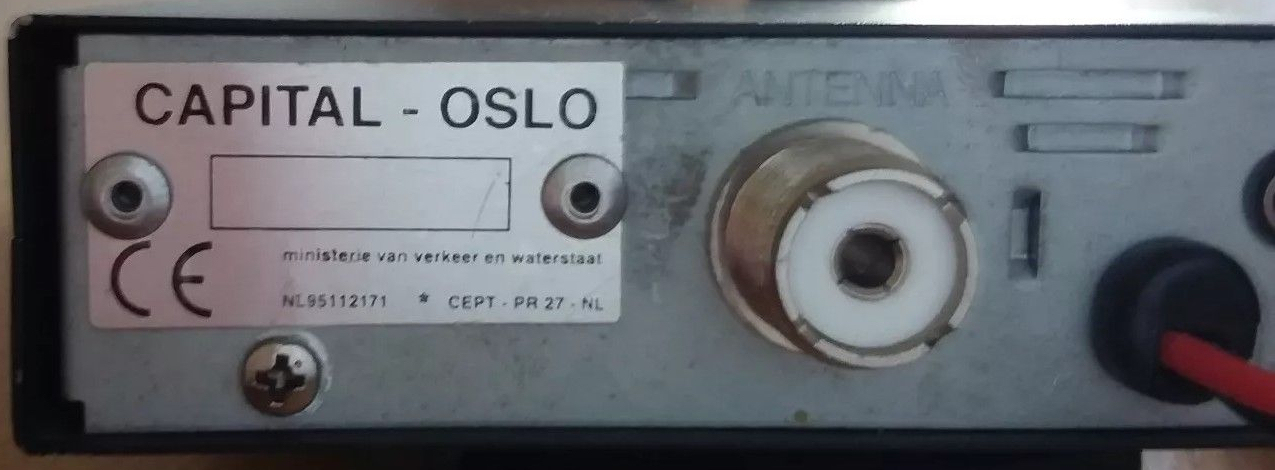 CAPITAL - OSLO
ANTENNA
CE
ministerie van verkeer en waterstaat
NL95112171 * CEPT - PR 27 - NL